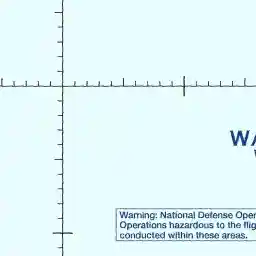 WA
Warning: National Defense Oper
Operations hazardous to the flig
conducted within these areas.